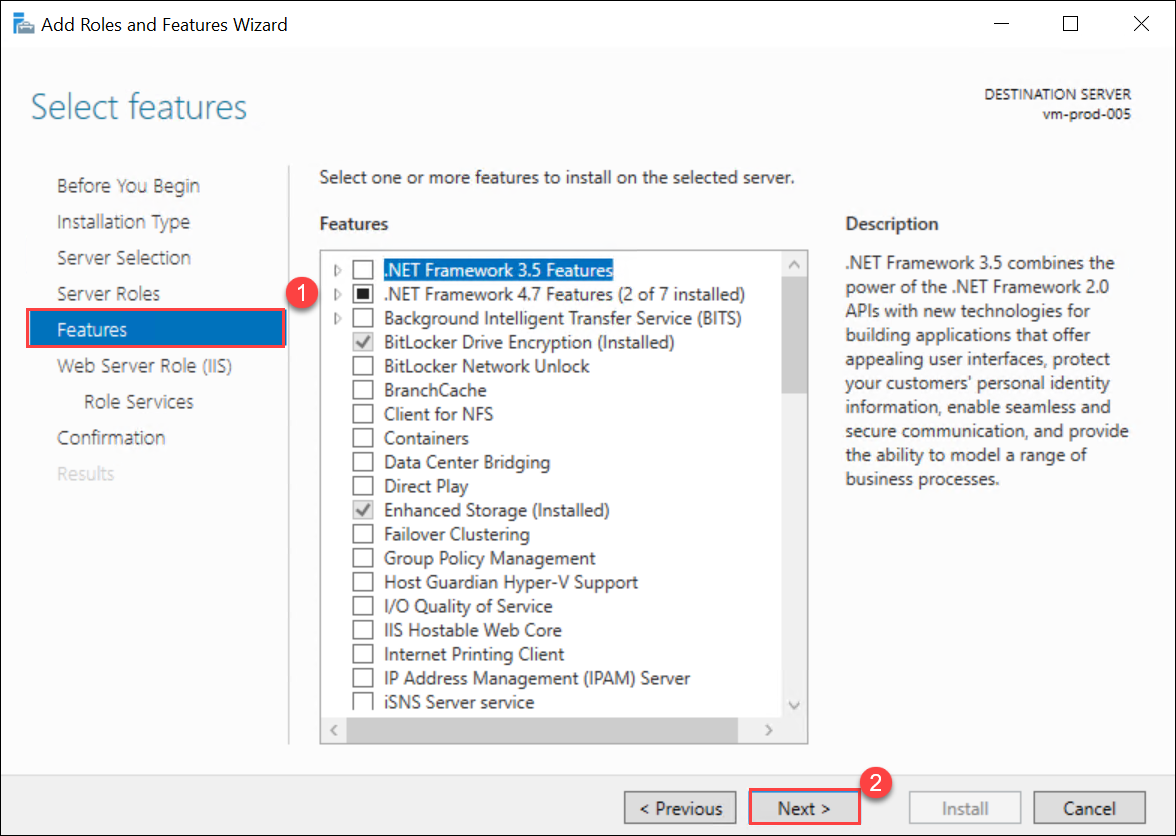 Add Roles and Features Wizard
Select features
DESTINATION SERVER
vm-prod-005
Before You Begin
Installation Type
Server Selection
Server Roles
1
Features
Web Server Role (IIS)
Role Services
Confirmation
Results
Select one or more features to install on the selected server.
Features
.NET Framework 3.5 Features
.NET Framework 4.7 Features (2 of 7 installed)
Background Intelligent Transfer Service (BITS)
BitLocker Drive Encryption (Installed)
BitLocker Network Unlock
BranchCache
Client for NFS
Containers
Data Center Bridging
Direct Play
Enhanced Storage (Installed)
Failover Clustering
Group Policy Management
Host Guardian Hyper-V Support
I/O Quality of Service
IIS Hostable Web Core
Internet Printing Client
IP Address Management (IPAM) Server
iSNS Server service
Description
.NET Framework 3.5 combines the
power of the .NET Framework 2.0
APIs with new technologies for
building applications that offer
appealing user interfaces, protect
your customers' personal identity
information, enable seamless and
secure communication, and provide
the ability to model a range of
business processes.
< Previous
Next >
2
Install
Cancel